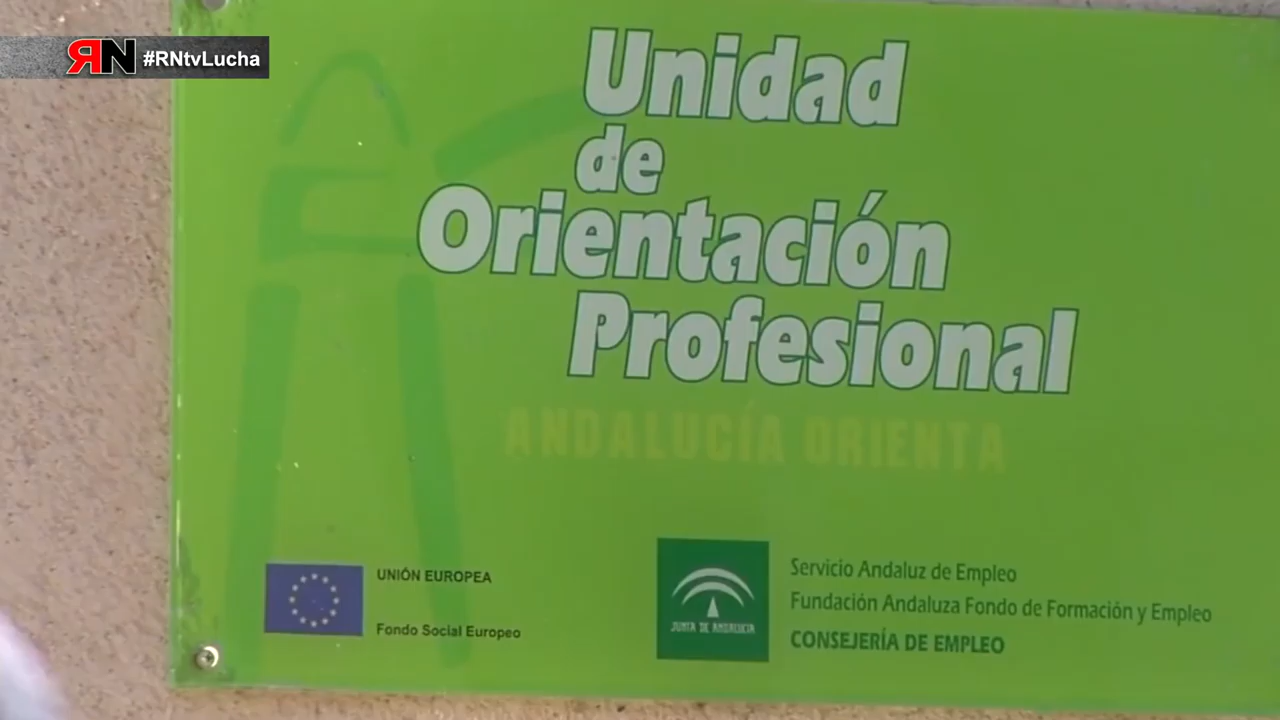 RN #RNtvLucha
Unidad
de
Orientación
Profesional
ANDALUCÍA ORIENTA
UNIÓN EUROPEA
Fondo Social Europeo
JUNTA DE ANDALUCIA
Servicio Andaluz de Empleo
Fundación Andaluza Fondo de Formación y Empleo
CONSEJERÍA DE EMPLEO